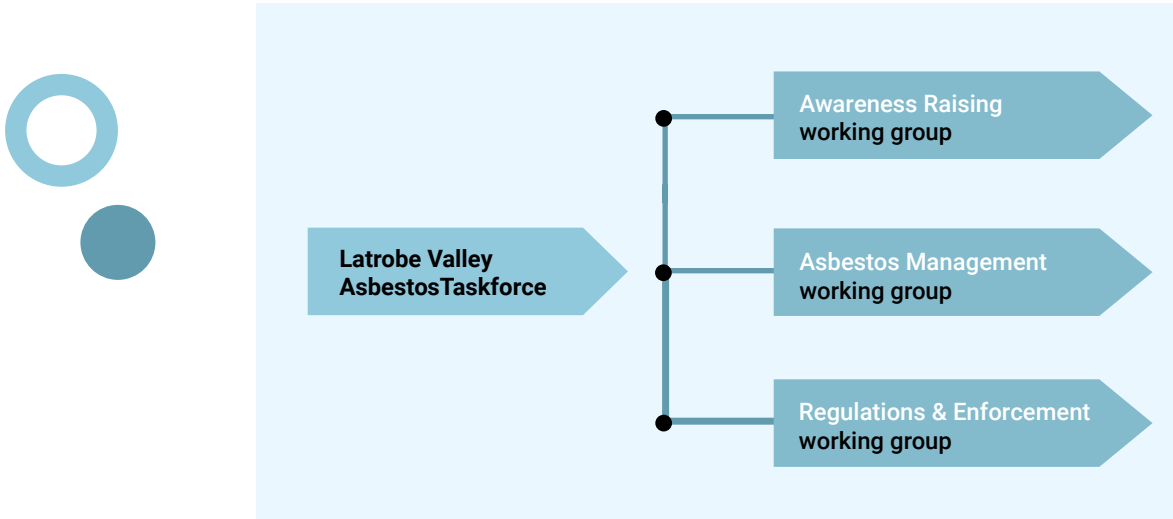 Awareness Raising
working group
Latrobe Valley
AsbestosTaskforce
Asbestos Management
working group
Regulations & Enforcement
working group